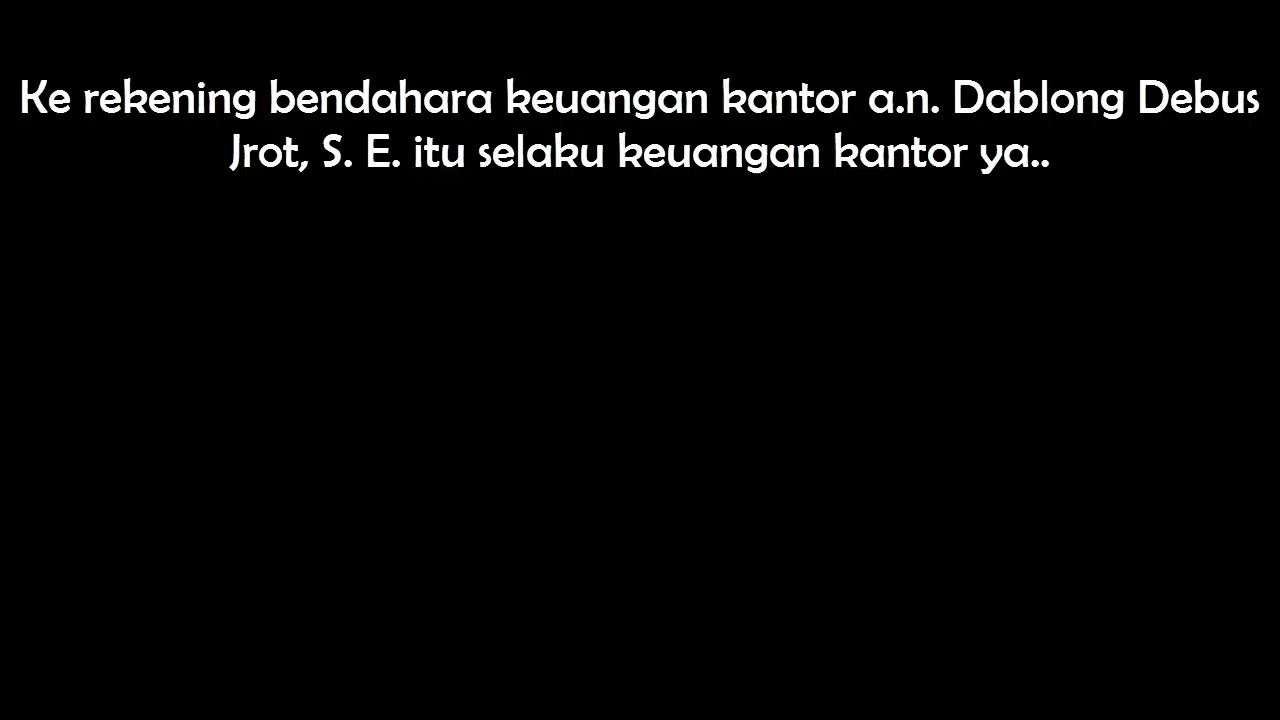 Ke rekening bendahara keuangan kantor a.n. Dablong Debus
Jrot, S. E. itu selaku keuangan kantor ya..